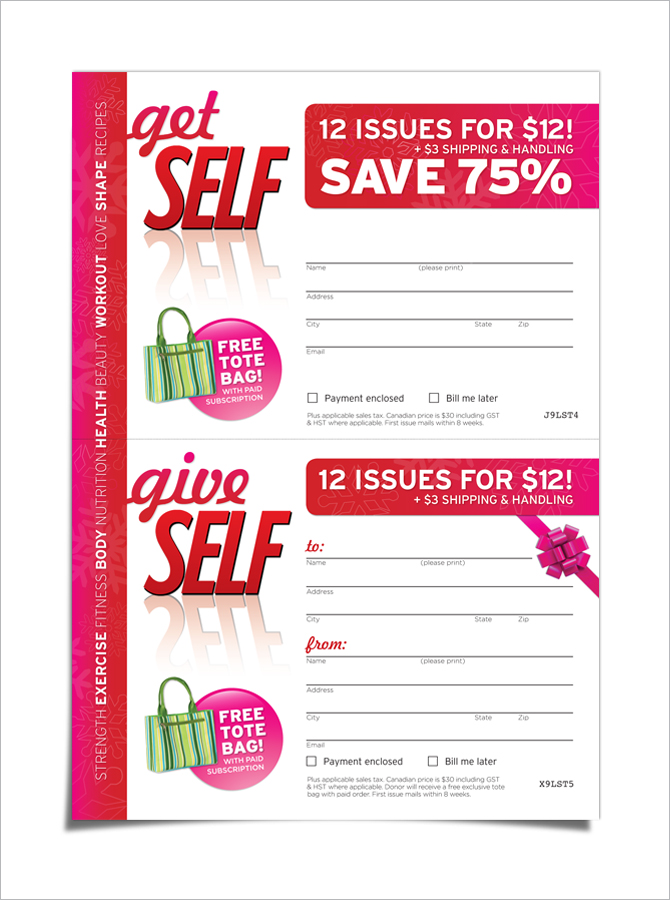 STRENGTH EXERCISE FITNESS BODY NUTRITION HEALTH BEAUTY WORKOUT LOVE SHAPE RECIPES
get
SELF
12 ISSUES FOR $12!
+ $3 SHIPPING & HANDLING
SAVE 75%
Name (please print)
Address
City State Zip
Email
FREE
TOTE
BAG!
WITH PAID
SUBSCRIPTION
Payment enclosed Bill me later
Plus applicable sales tax. Canadian price is $30 including GST
& HST where applicable. First issue mails within 8 weeks.
J9LST4
give
SELF
12 ISSUES FOR $12!
+ $3 SHIPPING & HANDLING
to:
Name (please print)
Address
City State Zip
from:
Name (please print)
Address
City State Zip
Email
FREE
TOTE
BAG!
WITH PAID
SUBSCRIPTION
Payment enclosed Bill me later
Plus applicable sales tax. Canadian price is $30 including GST
& HST where applicable. Donor will receive a free exclusive tote
bag with paid order. First issue mails within 8 weeks.
X9LST5